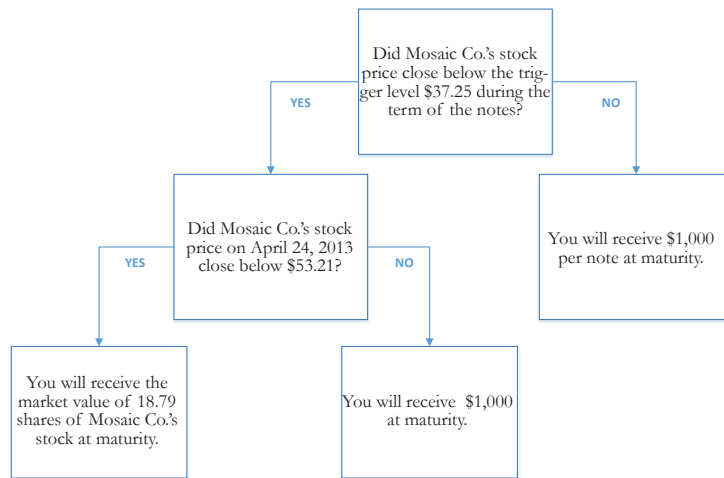 Did Mosaic Co.'s stock
price close below the trig-
ger level $37.25 during the
term of the notes?
YES
NO
Did Mosaic Co.'s stock
price on April 24, 2013
close below $53.21?
You will receive $1,000
per note at maturity.
YES
NO
You will receive the
market value of 18.79
shares of Mosaic Co.'s
stock at maturity.
You will receive $1,000
at maturity.